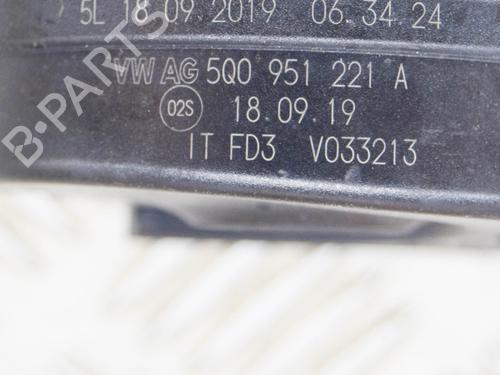 5L 18.09.2019 06.34.24
VW AG 5Q0 951 221 A
02S 18.09.19
IT FD3 V033213
B-Parts